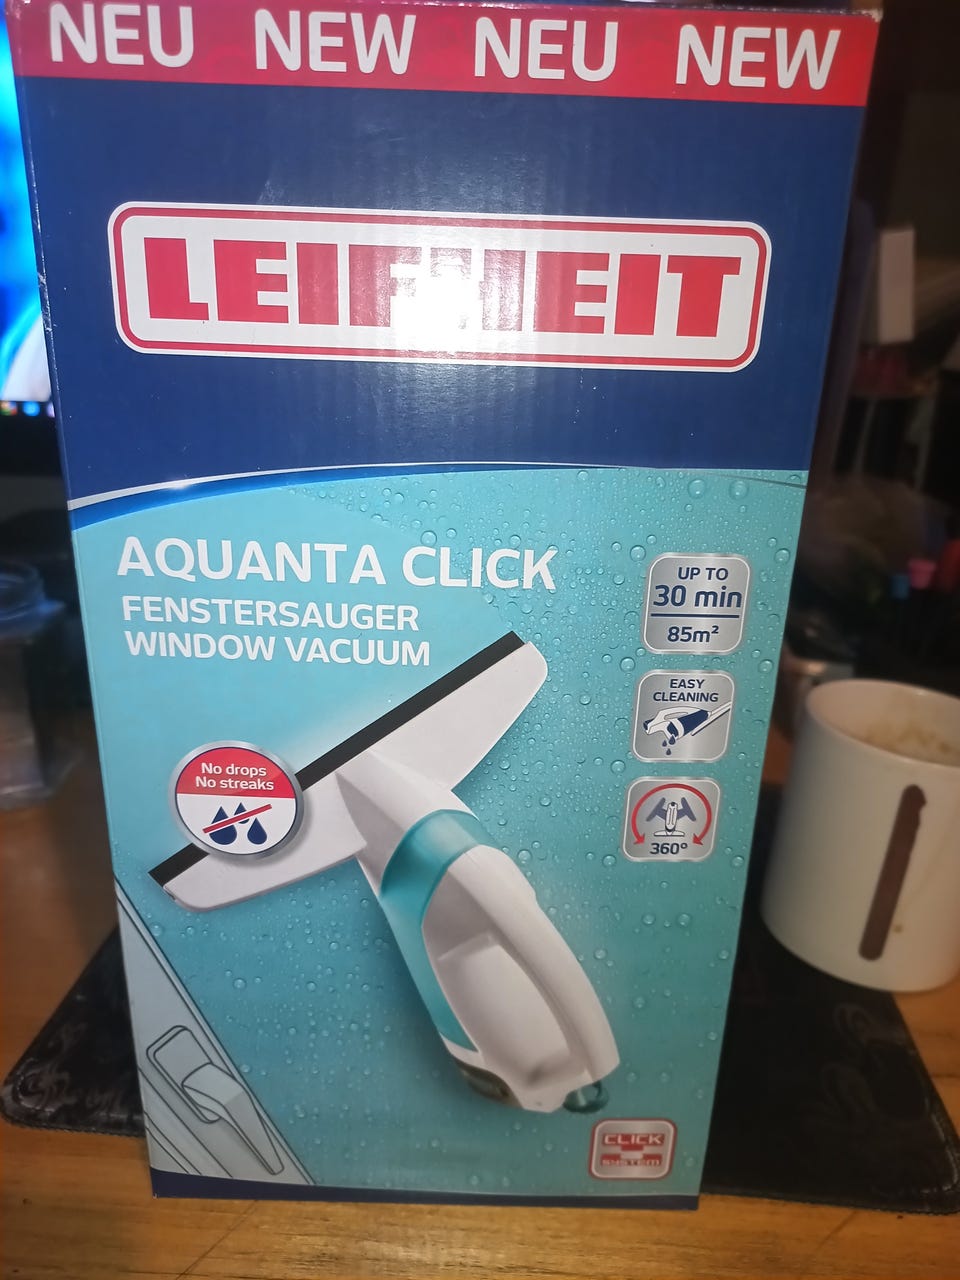 NEU NEW NEU NEW
LEIFHEIT
AQUANTA CLICK
FENSTERSAUGER
WINDOW VACUUM
UP TO
30 min
85m²
EASY
CLEANING
No drops
No streaks
360°
CLICK
SYSTEM